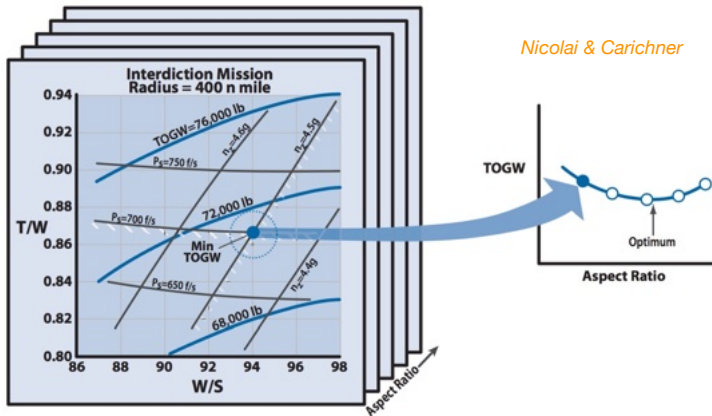 Nicolai & Carichner
Interdiction Mission
Radius = 400 n mile
0.94
0.92
0.90
0.88
T/W
0.86
0.84
0.82
0.80
TOGW=76,000 lb
nz=4.6g
nz=4.5g
Ps=750 f/s
72,000 lb
Ps=700 f/s
Min
TOGW
nz=4.4g
Ps=650 f/s
68,000 lb
86 88 90 92 94 96 98
W/S
Aspect Ratio
TOGW
Optimum
Aspect Ratio